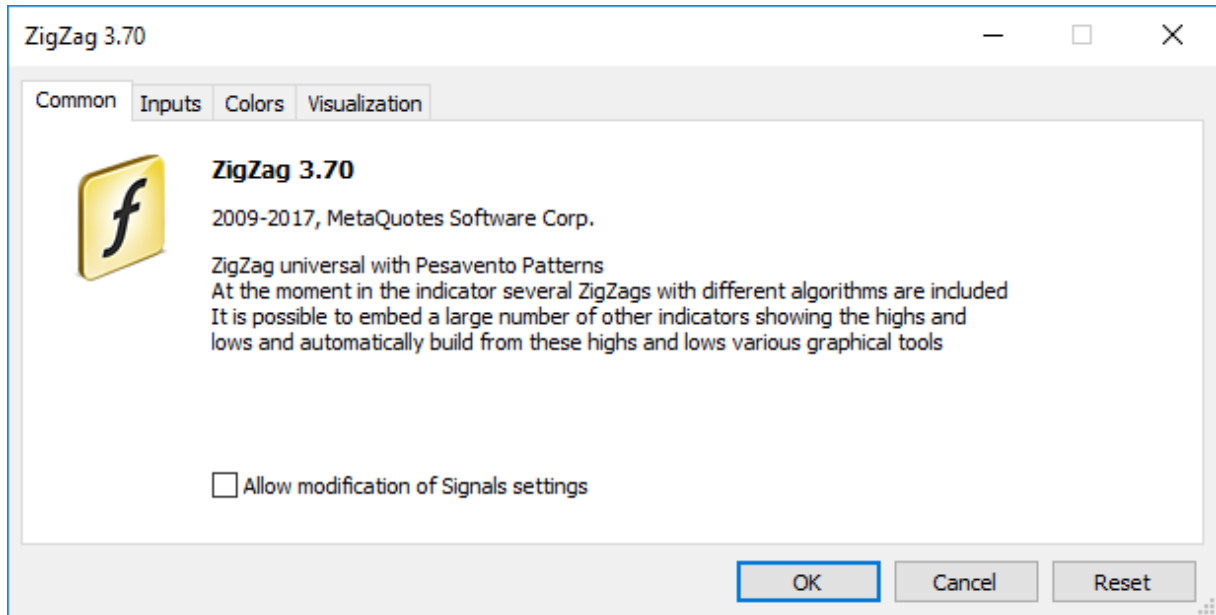 ZigZag 3.70
Common Inputs Colors Visualization
f
ZigZag 3.70
2009-2017, MetaQuotes Software Corp.
ZigZag universal with Pesavento Patterns
At the moment in the indicator several ZigZags with different algorithms are included
It is possible to embed a large number of other indicators showing the highs and
lows and automatically build from these highs and lows various graphical tools
Allow modification of Signals settings
OK Cancel Reset